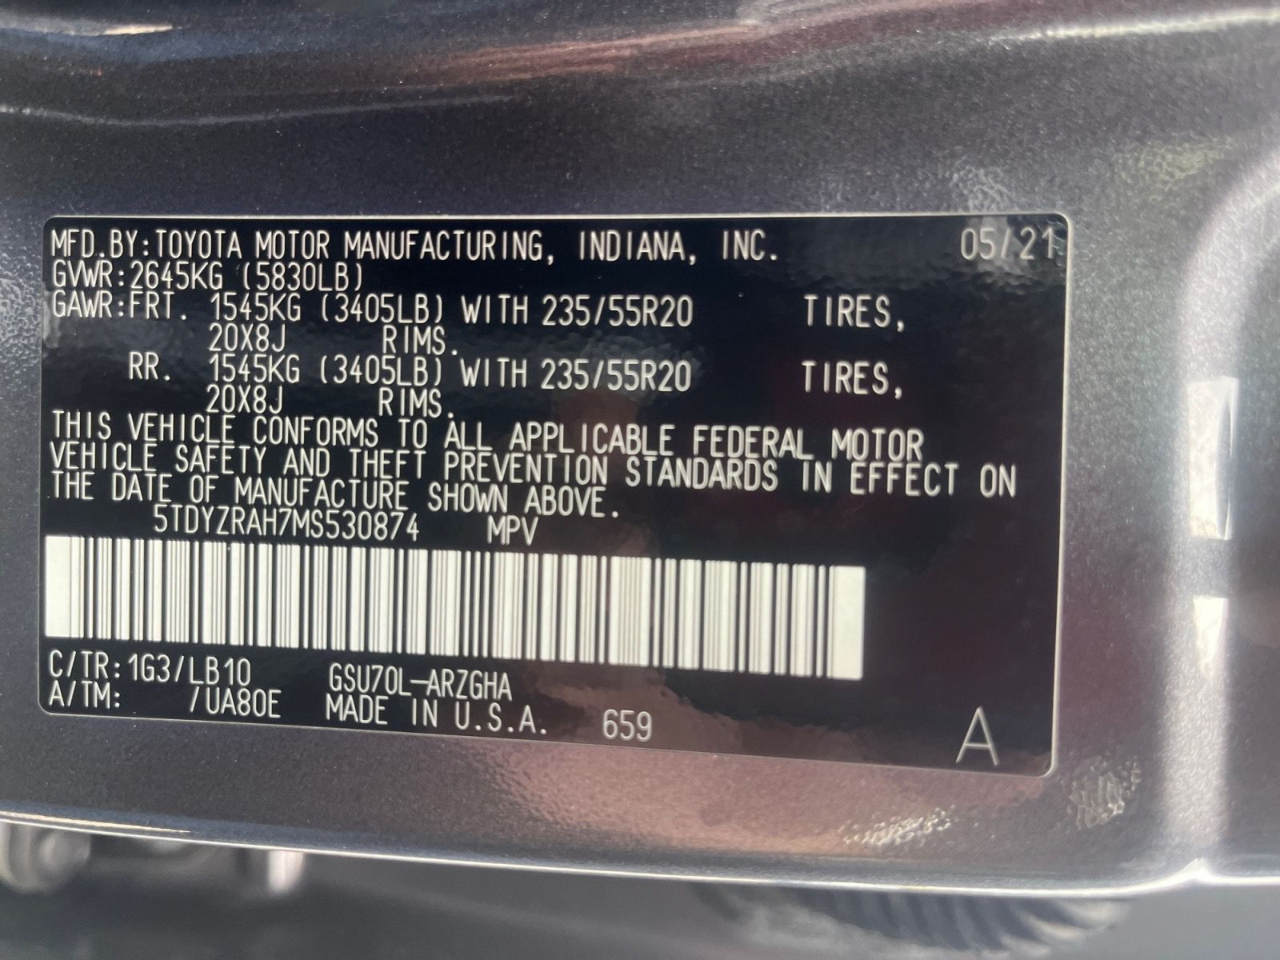 MFD.BY:TOYOTA MOTOR MANUFACTURING, INDIANA, INC. 05/21
GVWR:2645KG (5830LB)
GAWR:FRT. 1545KG (3405LB) WITH 235/55R20 TIRES,
20X8J RIMS.
RR. 1545KG (3405LB) WITH 235/55R20 TIRES,
20X8J RIMS.
THIS VEHICLE CONFORMS TO ALL APPLICABLE FEDERAL MOTOR
VEHICLE SAFETY AND THEFT PREVENTION STANDARDS IN EFFECT ON
THE DATE OF MANUFACTURE SHOWN ABOVE.
5TDYZRAH7MS530874 MPV
C/TR:1G3/LB10 GSU70L-ARZGHA
A/TM: /UA80E MADE IN U.S.A. 659 A